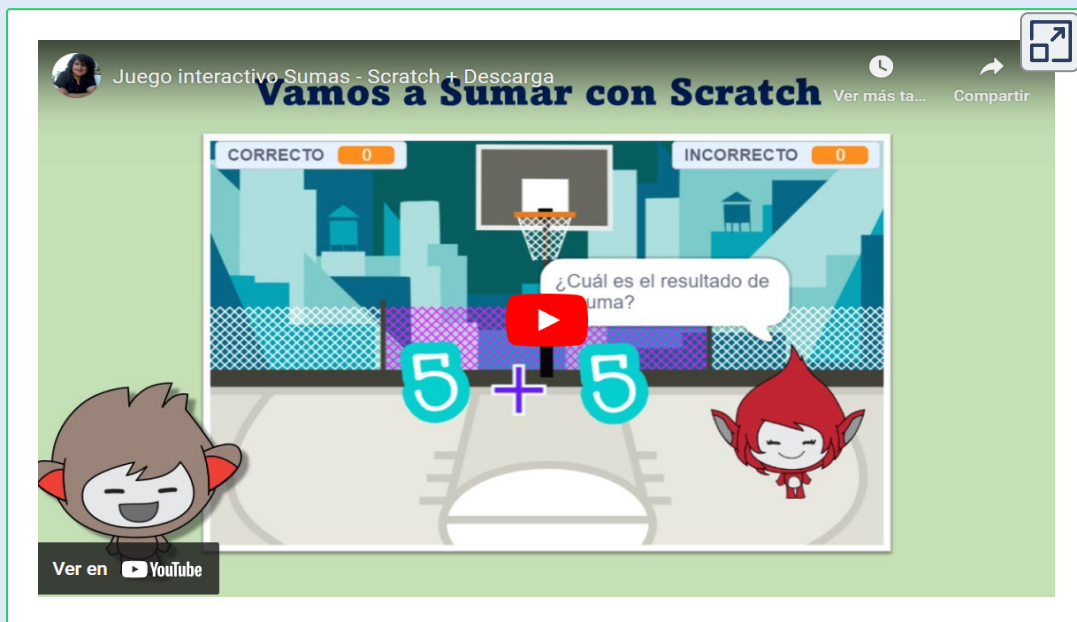 Juego interactivo Sumas - Scratch + Descarga
Ver más ta...
Compartir
Vamos a Sumar con Scratch
CORRECTO 0
INCORRECTO 0
¿Cuál es el resultado de
uma?
5 + 5
Ver en YouTube